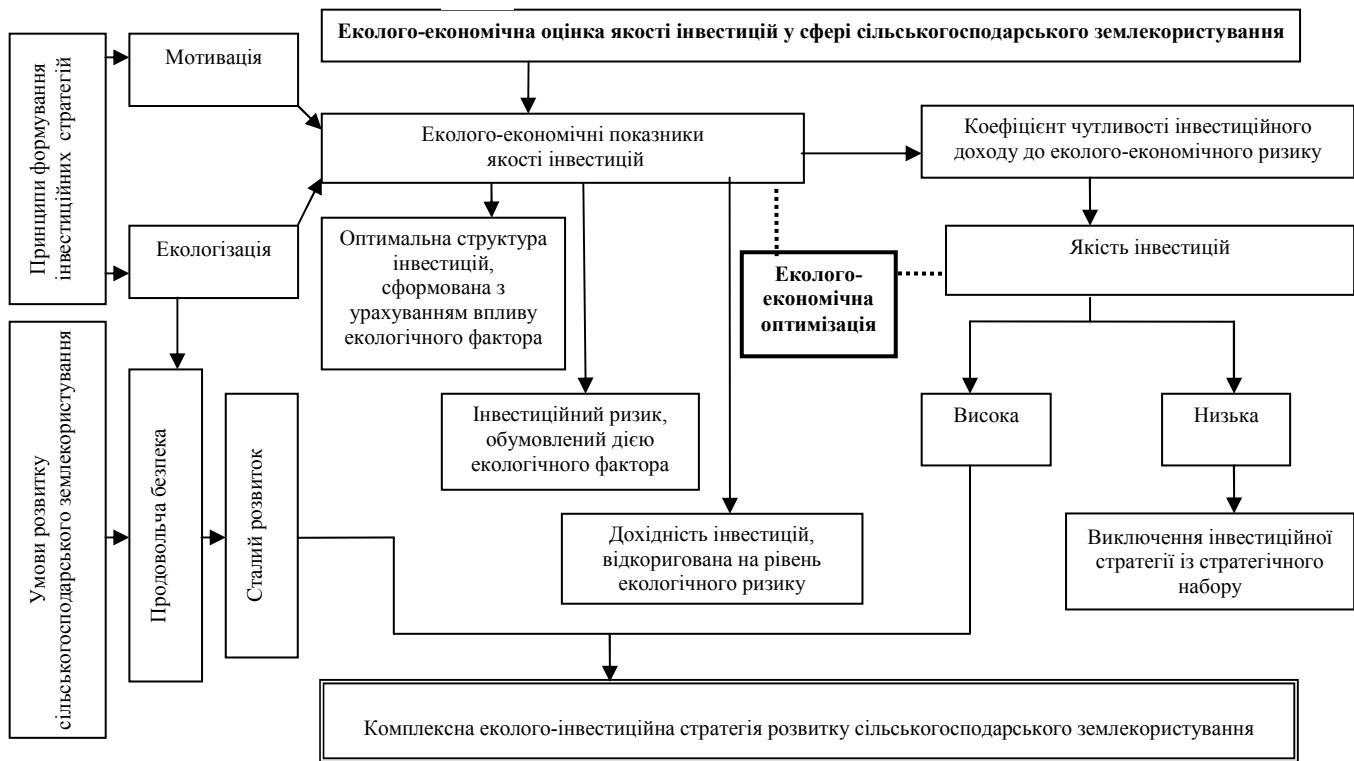 Еколого-економічна оцінка якості інвестицій у сфері сільськогосподарського землекористування
Принципи формування
інвестиційних стратегій
Мотивація
Екологізація
Еколого-економічні показники
якості інвестицій
Коефіцієнт чутливості інвестиційного
доходу до еколого-економічного ризику
Оптимальна структура
інвестицій,
сформована з
урахуванням впливу
екологічного фактора
Еколого-
економічна
оптимізація
Якість інвестицій
Умови розвитку
сільськогосподарського землекористування
Продовольча безпека
Сталий розвиток
Інвестиційний ризик,
обумовлений дією
екологічного фактора
Висока
Низька
Дохідність інвестицій,
відкоригована на рівень
екологічного ризику
Виключення інвестиційної
стратегії із стратегічного
набору
Комплексна еколого-інвестиційна стратегія розвитку сільськогосподарського землекористування